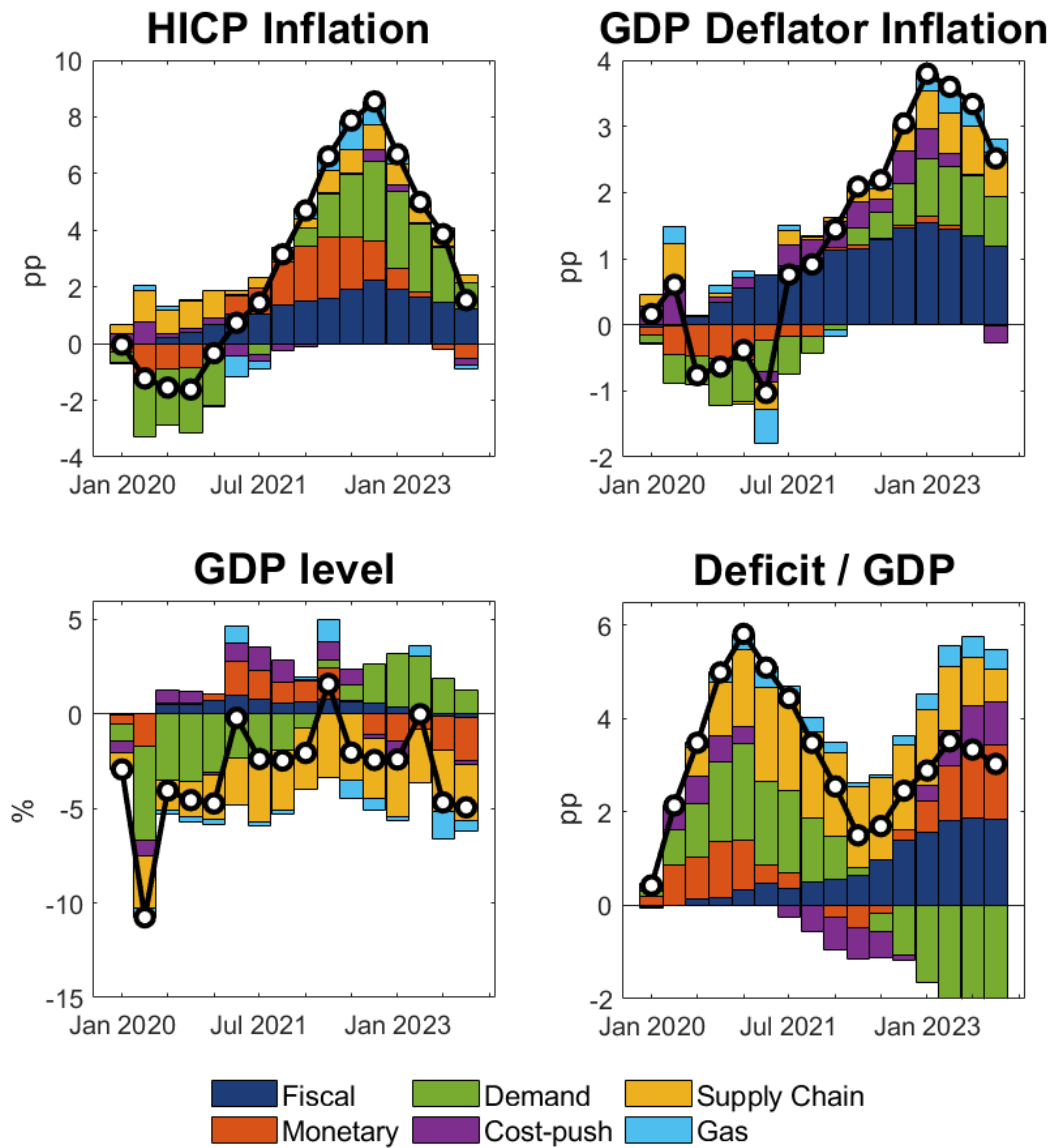 HICP Inflation
GDP Deflator Inflation
10
8
6
4
2
0
-2
-4
pp
Jan 2020 Jul 2021 Jan 2023
4
3
2
1
0
-1
-2
pp
Jan 2020 Jul 2021 Jan 2023
GDP level
Deficit / GDP
5
0
-5
-10
-15
%
Jan 2020 Jul 2021 Jan 2023
6
4
2
0
-2
pp
Jan 2020 Jul 2021 Jan 2023
Fiscal Demand Supply Chain
Monetary Cost-push Gas